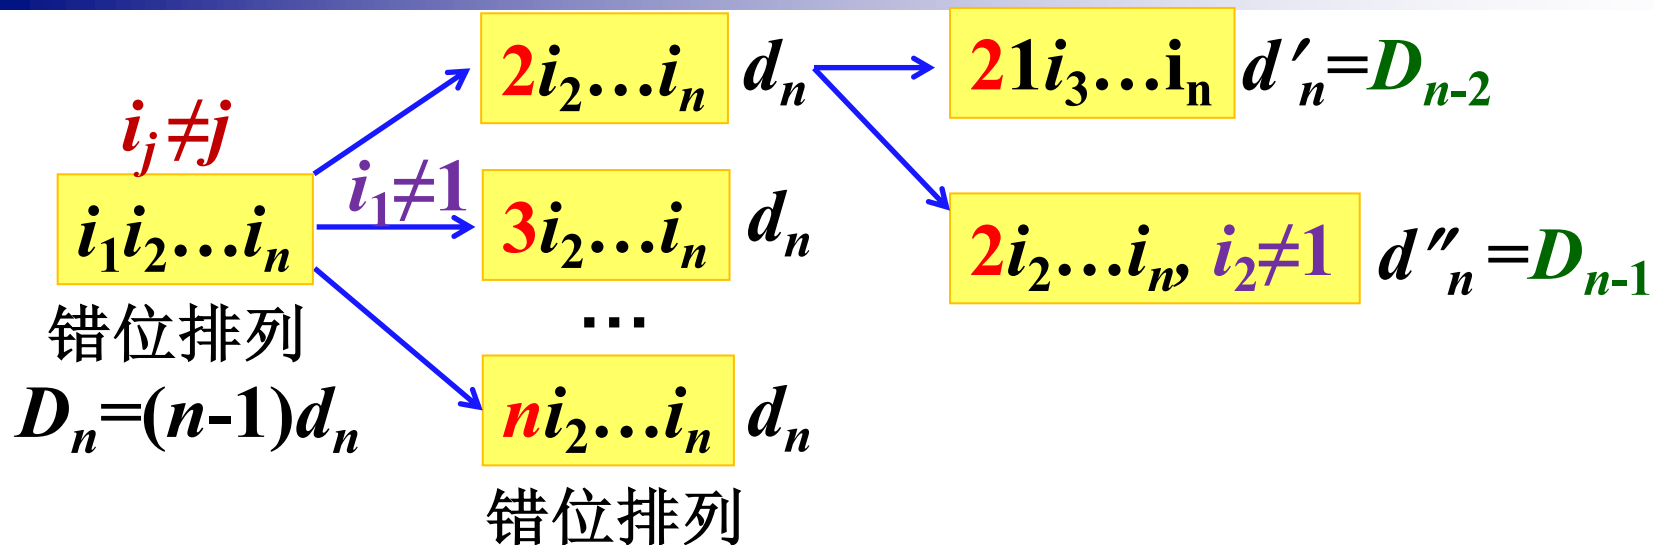 2i₂…iₙ dₙ
21i₃…iₙ d′ₙ=Dₙ₋₂
iⱼ≠j
i₁≠1
i₁i₂…iₙ
3i₂…iₙ dₙ
2i₂…iₙ, i₂≠1 d″ₙ=Dₙ₋₁
错位排列
…
Dₙ=(n-1)dₙ
ni₂…iₙ dₙ
错位排列